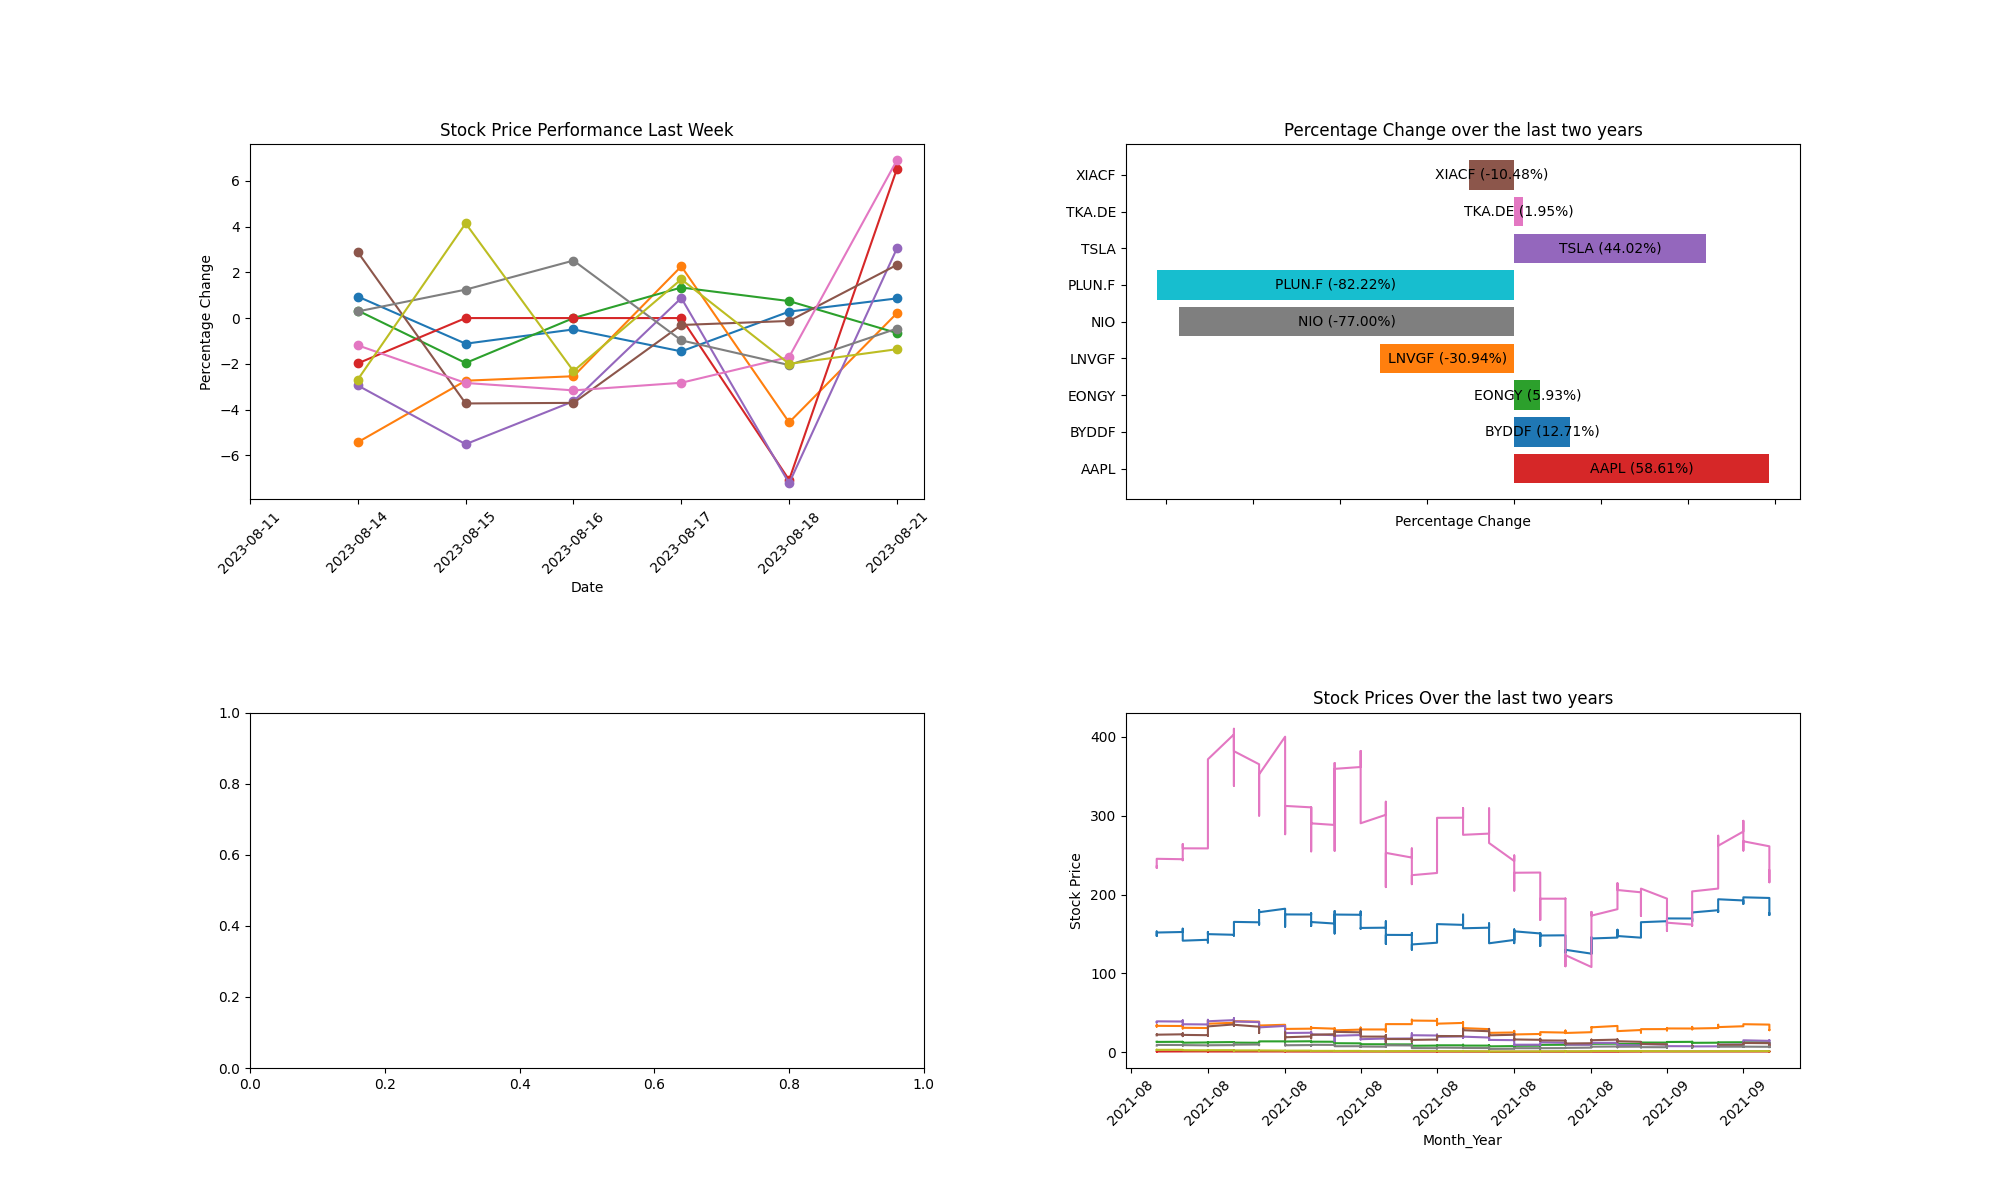 Stock Price Performance Last Week
Percentage Change
6
4
2
0
−2
−4
−6
2023-08-11
2023-08-14
2023-08-15
2023-08-16
2023-08-17
2023-08-18
2023-08-21
Date
Percentage Change over the last two years
XIACF
XIACF (-10.48%)
TKA.DE
TKA.DE (1.95%)
TSLA
TSLA (44.02%)
PLUN.F
PLUN.F (-82.22%)
NIO
NIO (-77.00%)
LNVGF
LNVGF (-30.94%)
EONGY
EONGY (5.93%)
BYDDF
BYDDF (12.71%)
AAPL
AAPL (58.61%)
Percentage Change
1.0
0.8
0.6
0.4
0.2
0.0
0.0
0.2
0.4
0.6
0.8
1.0
Stock Prices Over the last two years
Stock Price
400
300
200
100
0
2021-08
2021-08
2021-08
2021-08
2021-08
2021-08
2021-08
2021-09
2021-09
Month_Year